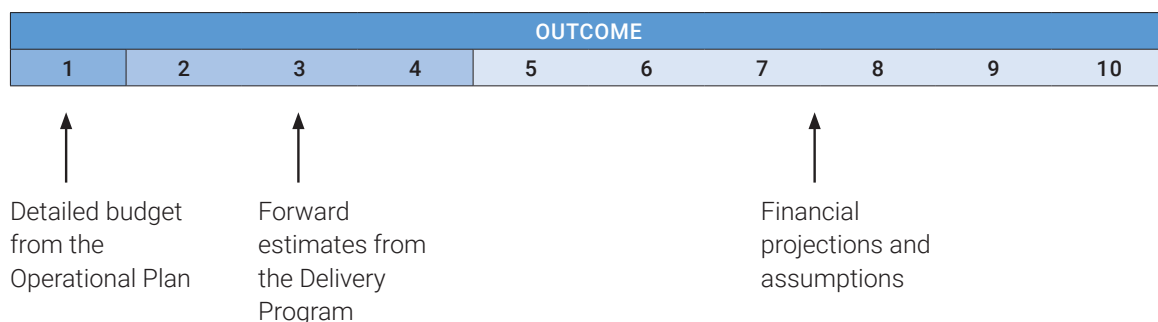 OUTCOME
1 2 3 4 5 6 7 8 9 10
Detailed budget
from the
Operational Plan
Forward
estimates from
the Delivery
Program
Financial
projections and
assumptions